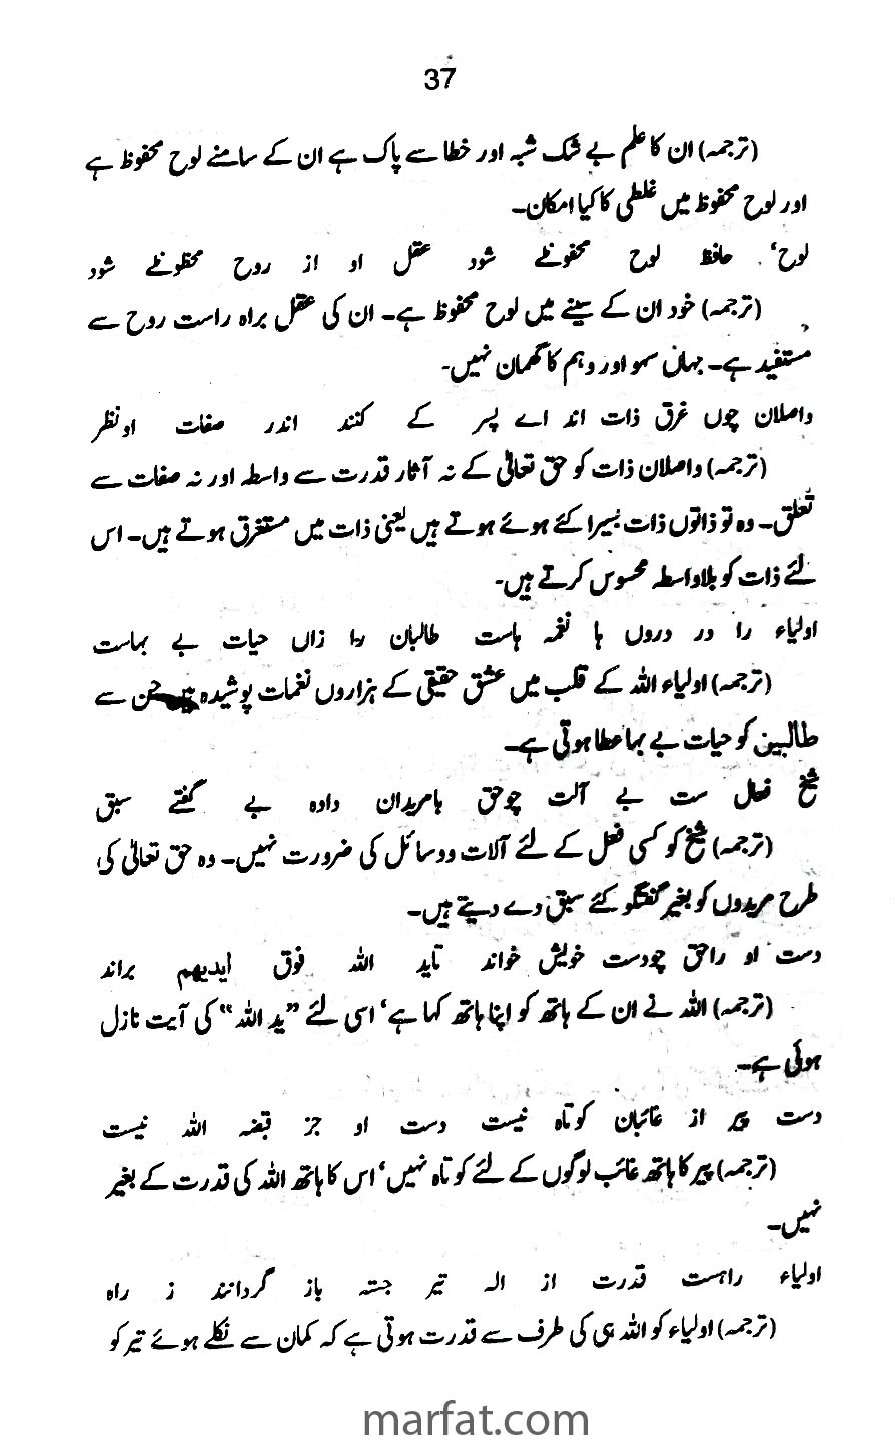 37
(ترجمہ) ان کا علم بے شک شبہ اور خطا سے پاک ہے ان کے سامنے لوح محفوظ ہے
اور لوح محفوظ میں غلطی کا کیا امکان۔
لوح‘ حافظ لوح محفوظے شود عقل او از روح محظوظے شود
(ترجمہ) خود ان کے سینے میں لوح محفوظ ہے۔ ان کی عقل براہ راست روح سے
مستفید ہے۔ جہاں سہو اور وہم کا گمان نہیں۔
واصلان چوں غرق ذات اند اے پسر کے کنند اندر صفات او نظر
(ترجمہ) واصلان ذات کو حق تعالیٰ کے نہ آثار قدرت سے واسطہ اور نہ صفات سے
تعلق۔ وہ تو ذاتوں ذات بسیرا کئے ہوئے ہوتے ہیں یعنی ذات میں مستغرق ہوتے ہیں۔ اس
لئے ذات کو بلاواسطہ محسوس کرتے ہیں۔
اولیاء را در دروں ہا نغمہ ہاست طالبان را زاں حیات بے بہاست
(ترجمہ) اولیاء اللہ کے قلب میں عشق حقیقی کے ہزاروں نغمات پوشیدہ ہیں جن سے
طالبین کو حیات بے بہا عطا ہوتی ہے۔
شیخ فعال ست بے آلت چوحق بامریدان دادہ بے گفتے سبق
(ترجمہ) شیخ کو کسی فعل کے لئے آلات و وسائل کی ضرورت نہیں۔ وہ حق تعالیٰ کی
طرح مریدوں کو بغیر گفتگو کئے سبق دے دیتے ہیں۔
دست او راحق چودست خویش خواند تاید اللہ فوق ایدیھم براند
(ترجمہ) اللہ نے ان کے ہاتھ کو اپنا ہاتھ کہا ہے‘ اسی لئے ”ید اللہ“ کی آیت نازل
ہوئی ہے۔
دست پیر از غائبان کوتاہ نیست دست او جز قبضہ اللہ نیست
(ترجمہ) پیر کا ہاتھ غائب لوگوں کے لئے کوتاہ نہیں‘ اس کا ہاتھ اللہ کی قدرت کے بغیر
نہیں۔
اولیاء راہست قدرت از الہ تیر جستہ باز گردانند ز راہ
(ترجمہ) اولیاء کو اللہ ہی کی طرف سے قدرت ہوتی ہے کہ کمان سے نکلے ہوئے تیر کو
marfat.com